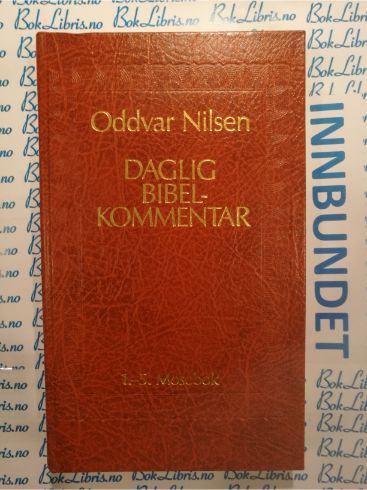 Oddvar Nilsen
DAGLIG
BIBEL-
KOMMENTAR
1.-5. Mosebok
INNBUNDET
BokLibris.no